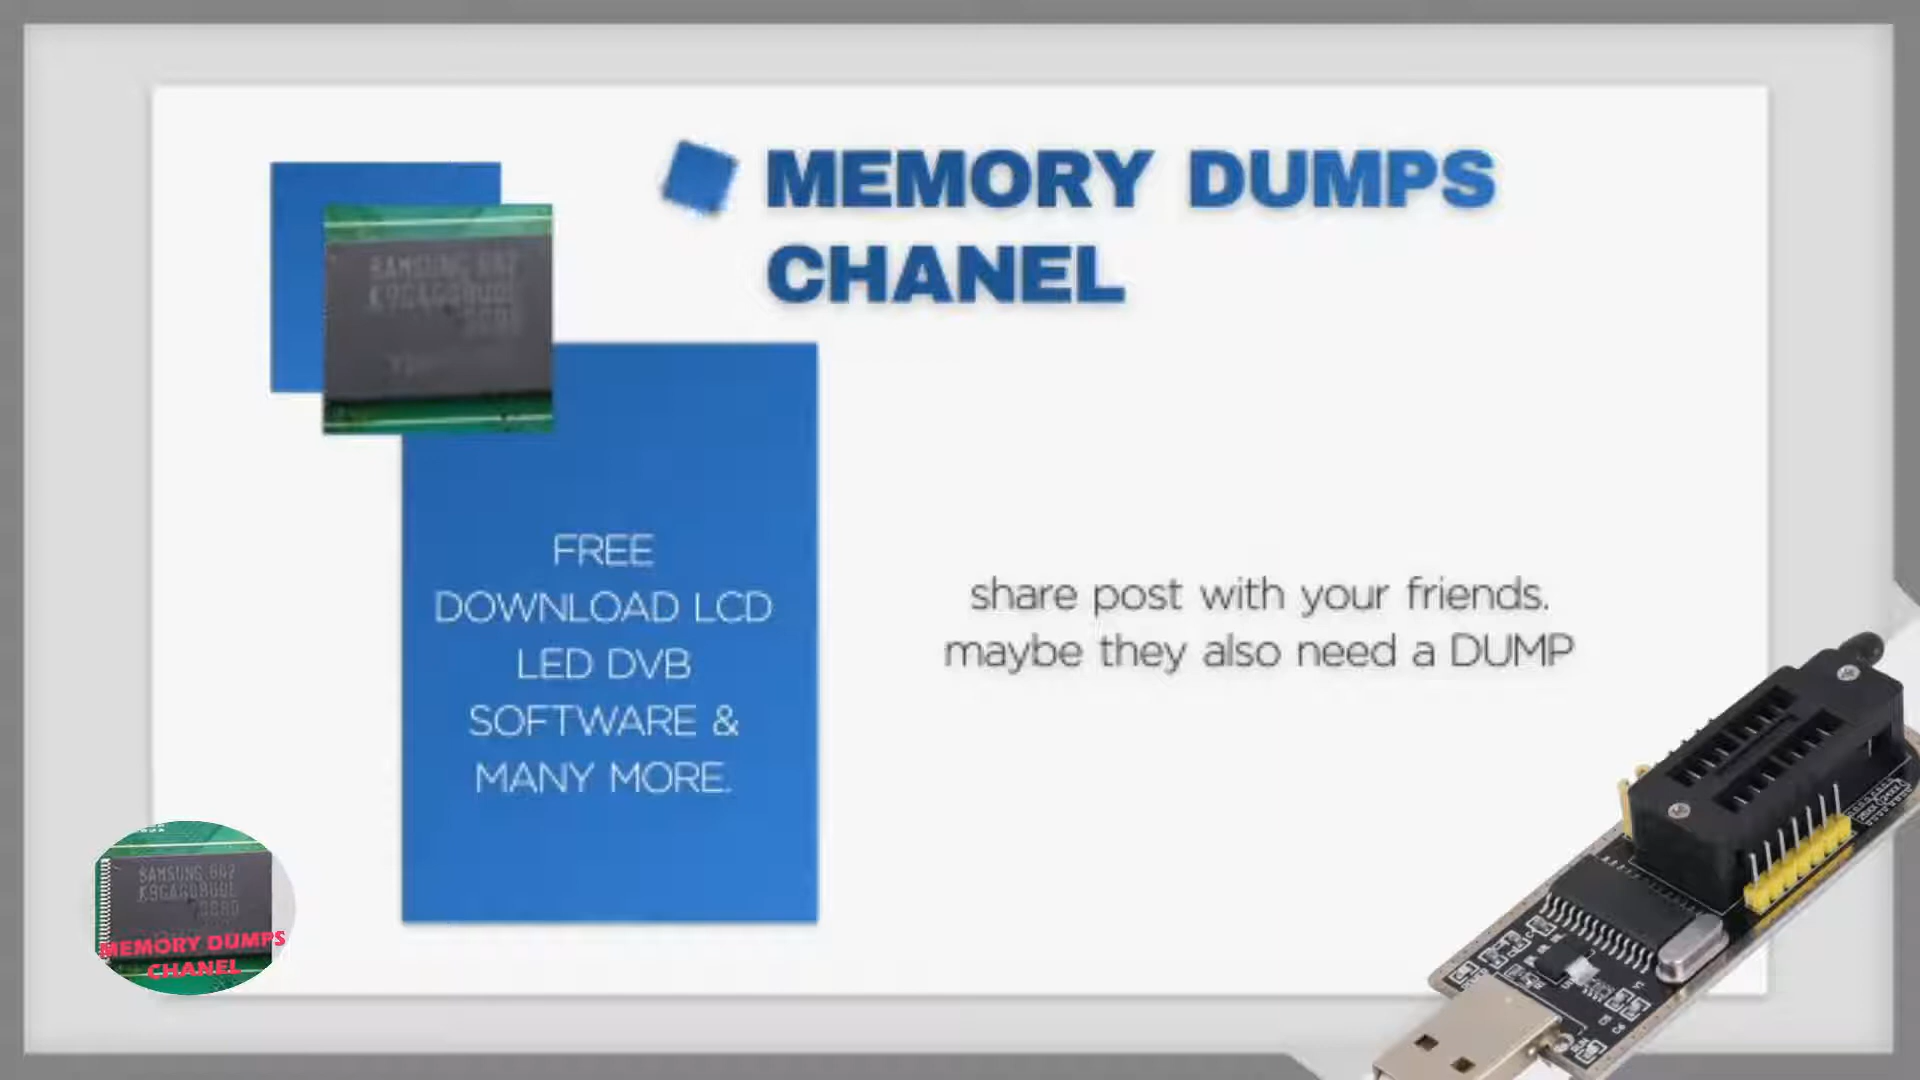 MEMORY DUMPS
CHANEL
SAMSUNG
FREE
DOWNLOAD LCD
LED DVB
SOFTWARE &
MANY MORE.
share post with your friends.
maybe they also need a DUMP
SAMSUNG
MEMORY DUMPS
CHANEL